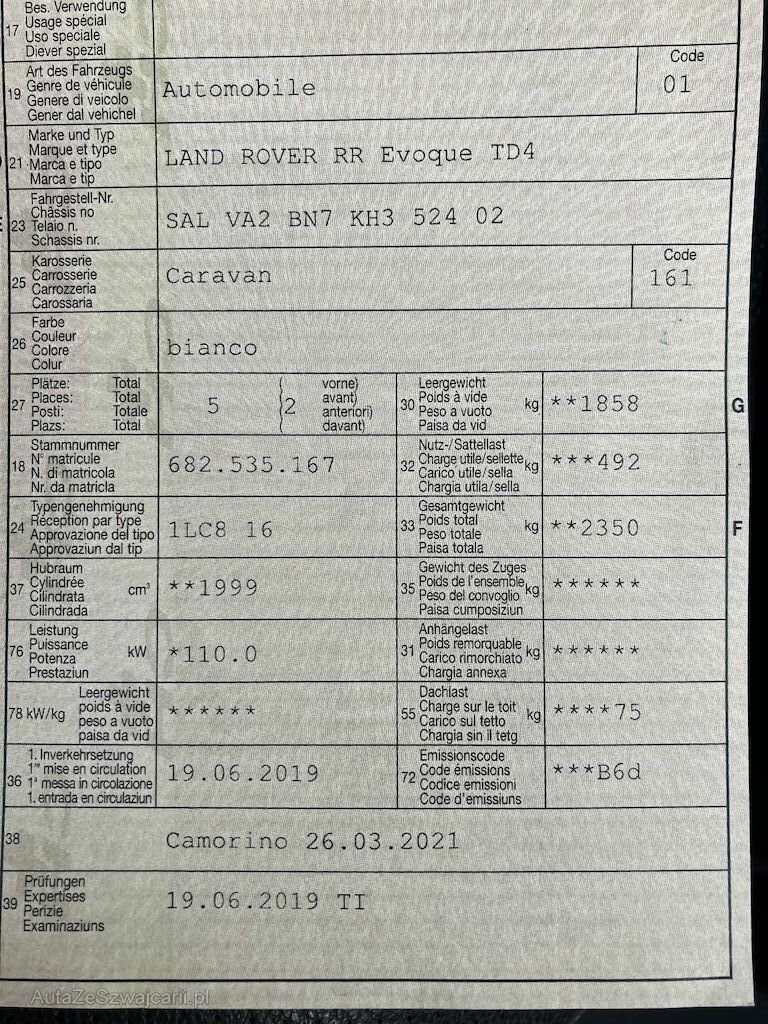 Bes. Verwendung
17 Usage spécial
Uso speciale
Diever spezial
Art des Fahrzeugs
19 Genre de véhicule
Genere di veicolo
Gener dal vehichel
Automobile
Code
01
Marke und Typ
21 Marque et type
Marca e tipo
Marca e tip
LAND ROVER RR Evoque TD4
Fahrgestell-Nr.
23 Châssis no
Telaio n.
Schassis nr.
SAL VA2 BN7 KH3 524 02
Karosserie
25 Carrosserie
Carrozzeria
Carossaria
Caravan
Code
161
Farbe
26 Couleur
Colore
Colur
bianco
27 Plätze: Total
Places: Total
Posti: Totale
Plazs: Total
5 (2 vorne)
avant)
anteriori)
davant)
30 Leergewicht
Poids à vide
Peso a vuoto
Paisa da vid
kg **1858 G
18 Stammnummer
N° matricule
N. di matricola
Nr. da matricla
682.535.167
32 Nutz-/Sattellast
Charge utile/sellette
Carico utile/sella
Chargia utila/sella
kg ***492
24 Typengenehmigung
Réception par type
Approvazione del tipo
Approvaziun dal tip
1LC8 16
33 Gesamtgewicht
Poids total
Peso totale
Paisa totala
kg **2350 F
37 Hubraum
Cylindrée
Cilindrata
Cilindrada
cm³ **1999
35 Gewicht des Zuges
Poids de l'ensemble
Peso del convoglio
Paisa cumposiziun
kg ******
76 Leistung
Puissance
Potenza
Prestaziun
kW *110.0
31 Anhängelast
Poids remorquable
Carico rimorchiato
Chargia annexa
kg ******
78 kW/kg Leergewicht
poids à vide
peso a vuoto
paisa da vid
******
55 Dachlast
Charge sur le toit
Carico sul tetto
Chargia sin il tetg
kg ****75
36 1. Inverkehrsetzung
1re mise en circulation
1a messa in circolazione
1. entrada en circulaziun
19.06.2019
72 Emissionscode
Code émissions
Codice emissioni
Code d'emissiuns
***B6d
38 Camorino 26.03.2021
39 Prüfungen
Expertises
Perizie
Examinaziuns
19.06.2019 TI
AutaZeSzwajcarii.pl